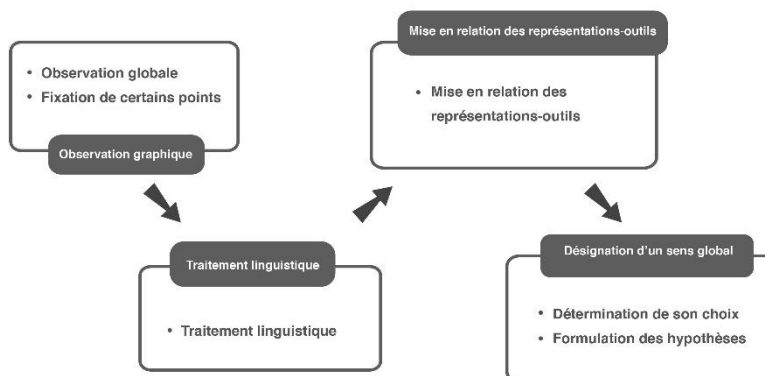 • Observation globale
• Fixation de certains points
Observation graphique
Traitement linguistique
• Traitement linguistique
Mise en relation des représentations-outils
• Mise en relation des
représentations-outils
Désignation d'un sens global
• Détermination de son choix
• Formulation des hypothèses